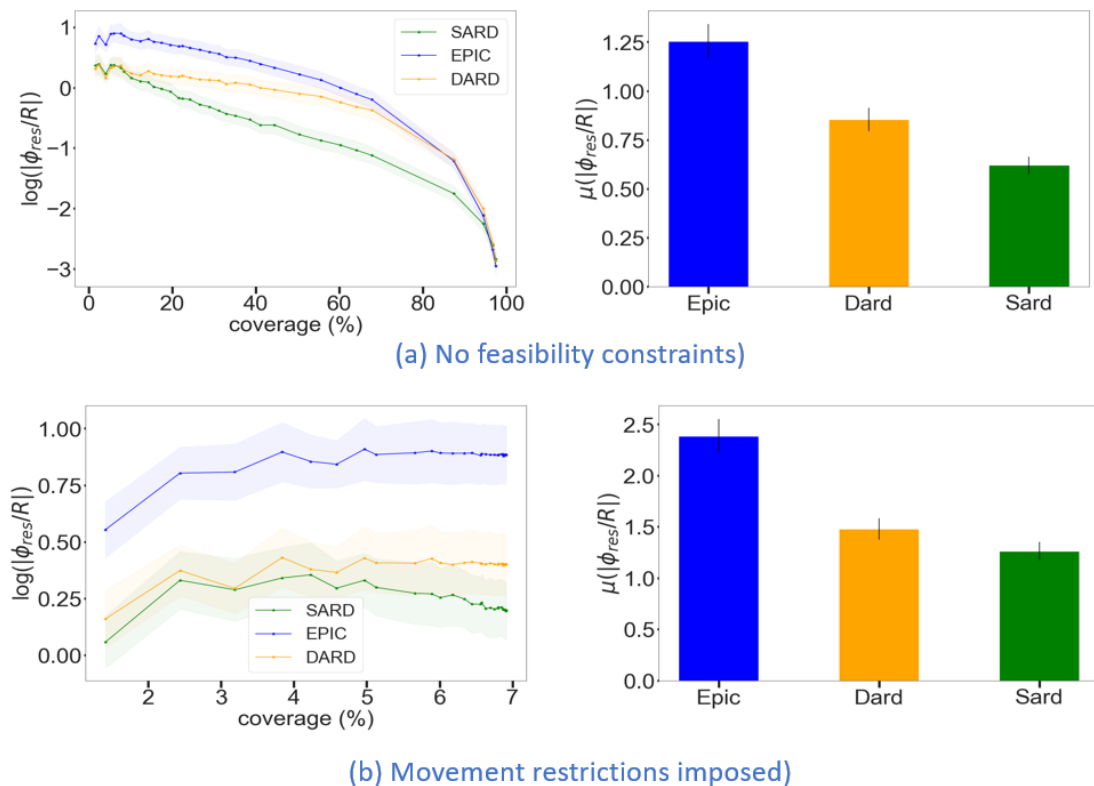 log(|ϕres/R|)
1
0
−1
−2
−3
SARD
EPIC
DARD
0 20 40 60 80 100
coverage (%)
μ(|ϕres/R|)
1.25
1.00
0.75
0.50
0.25
0.00
Epic Dard Sard
(a) No feasibility constraints)
log(|ϕres/R|)
1.00
0.75
0.50
0.25
0.00
SARD
EPIC
DARD
2 3 4 5 6 7
coverage (%)
μ(|ϕres/R|)
2.5
2.0
1.5
1.0
0.5
0.0
Epic Dard Sard
(b) Movement restrictions imposed)